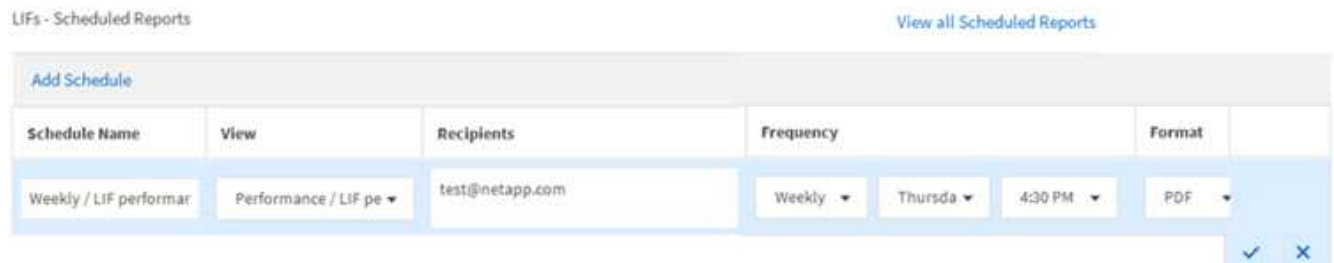 LIFs - Scheduled Reports View all Scheduled Reports
Add Schedule
Schedule Name View Recipients Frequency Format
Weekly / LIF performar Performance / LIF pe test@netapp.com Weekly Thursda 4:30 PM PDF